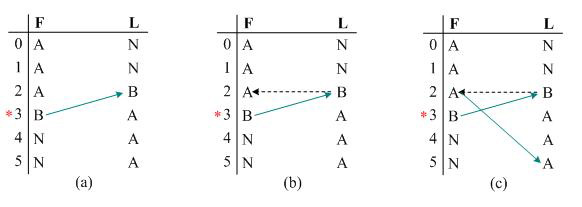 F L F L F L
0 A N 0 A N 0 A N
1 A N 1 A N 1 A N
2 A B 2 A B 2 A B
* 3 B A * 3 B A * 3 B A
4 N A 4 N A 4 N A
5 N A 5 N A 5 N A
(a) (b) (c)